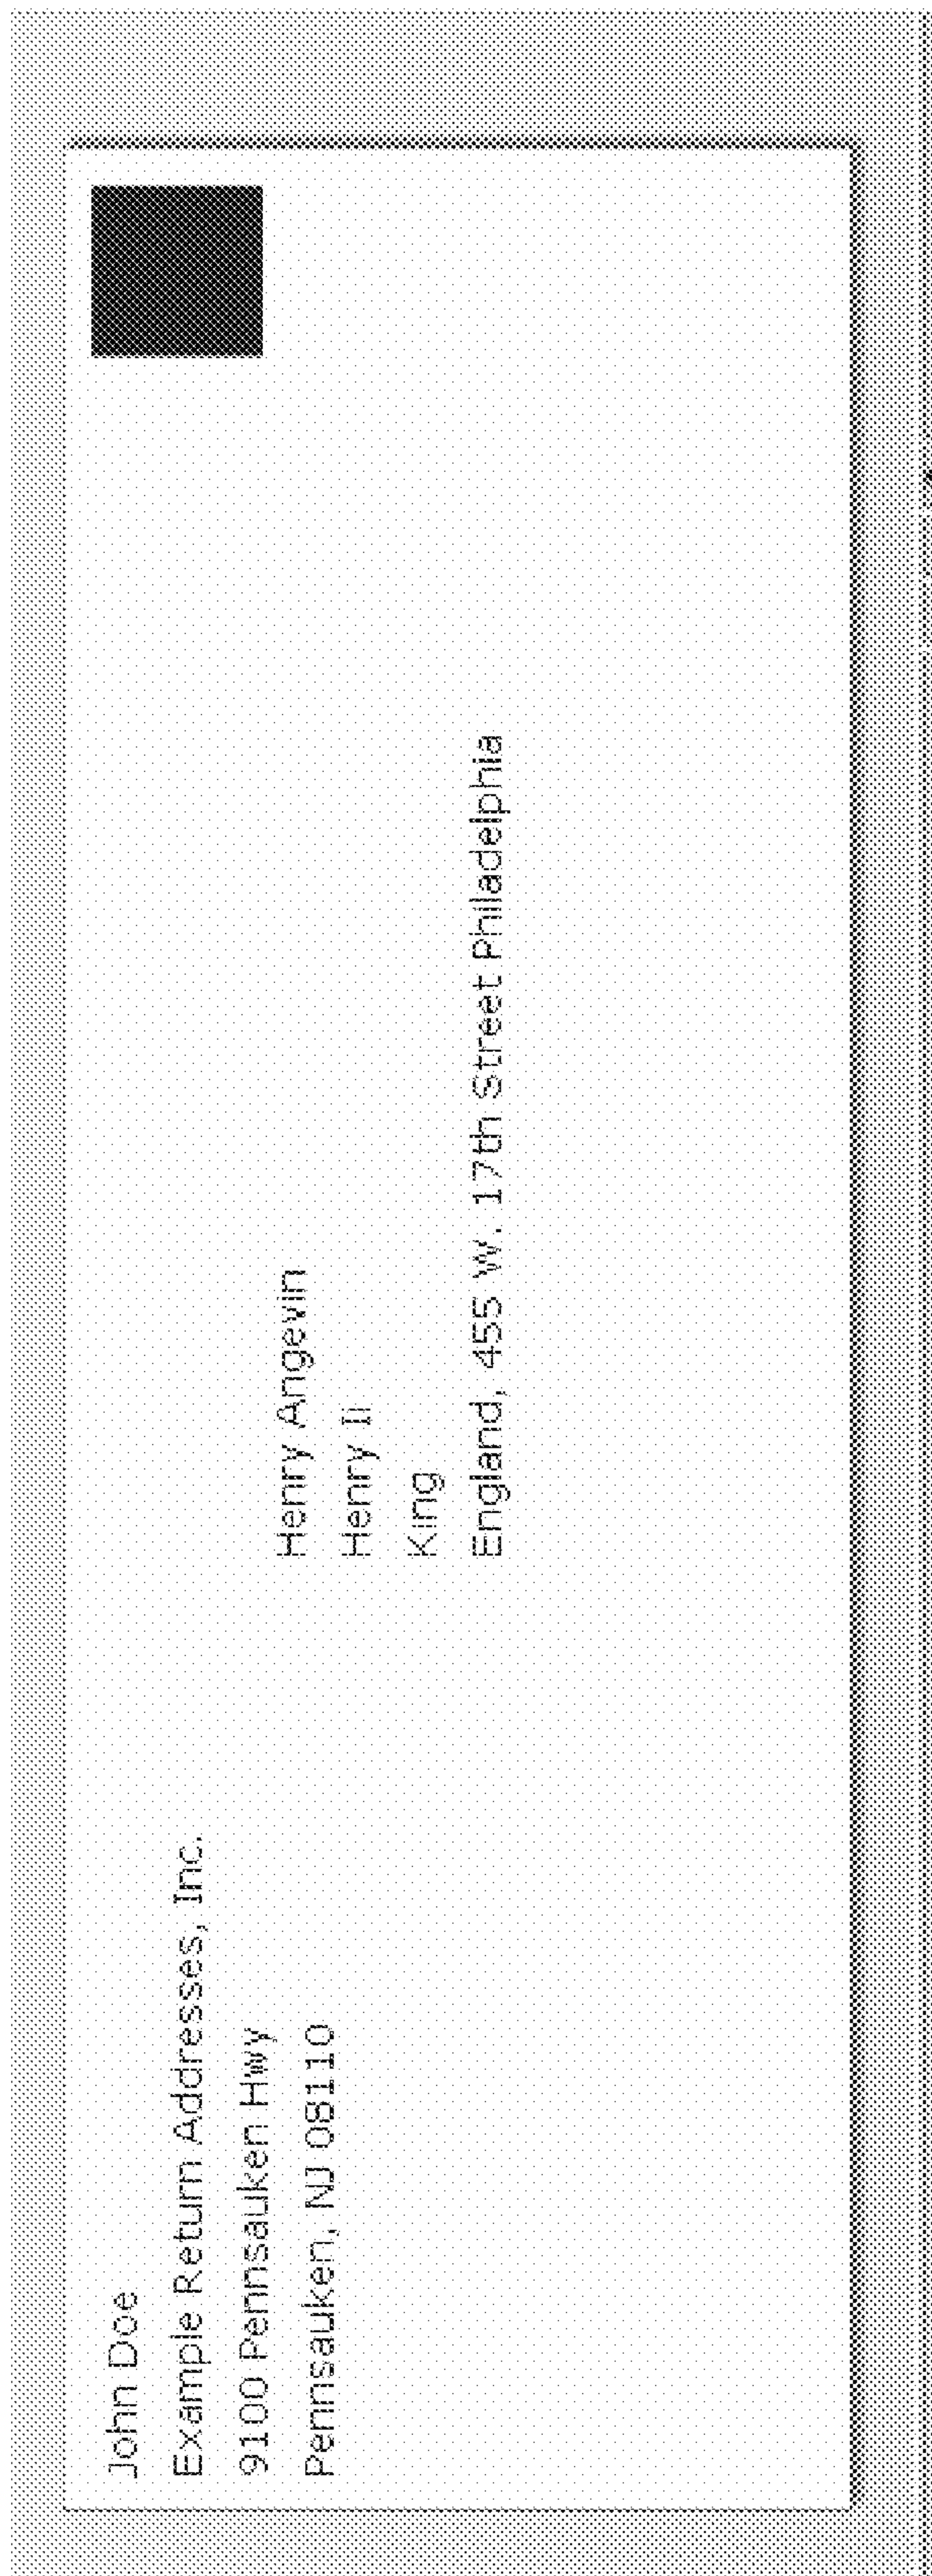 John Doe
Example Return Addresses, Inc.
9100 Pennsauken Hwy
Pennsauken, NJ 08110
Henry Angevin
Henry II
King
England, 455 W. 17th Street Philadelphia